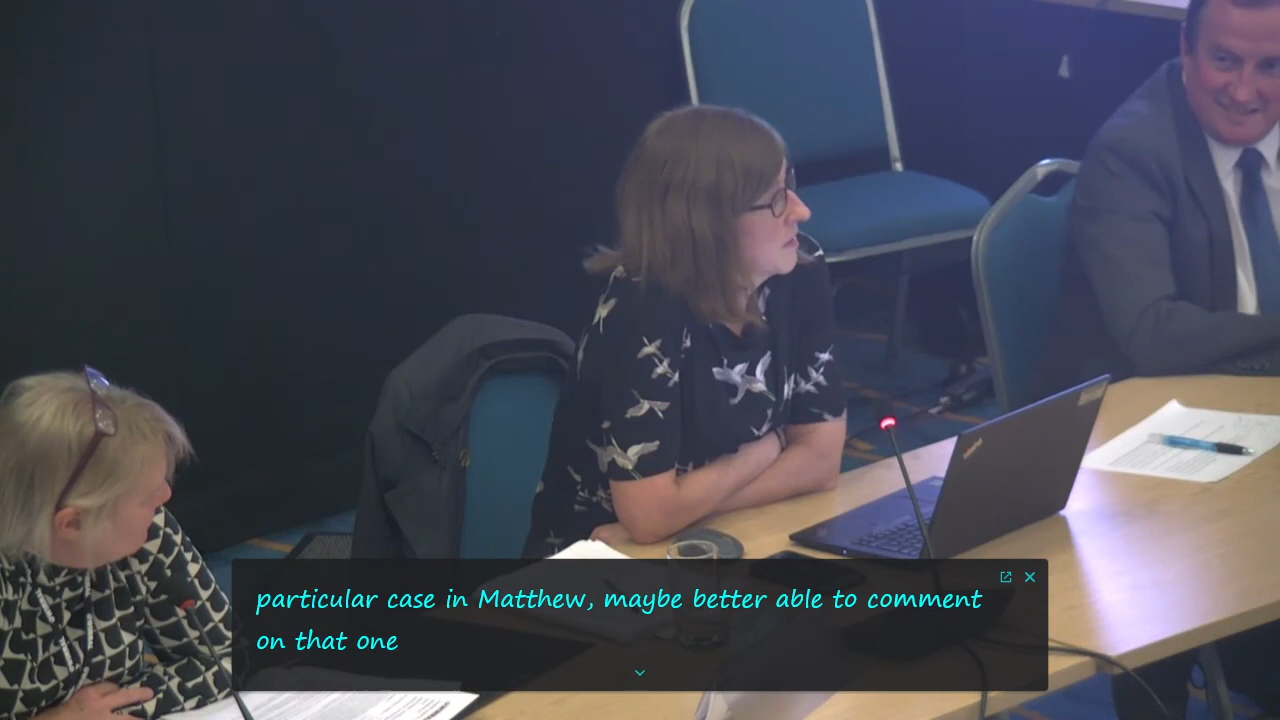 particular case in Matthew, maybe better able to comment
on that one